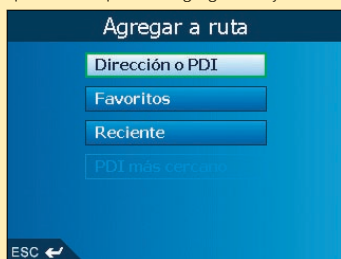 Agregar a ruta
Dirección o PDI
Favoritos
Reciente
PDI más cercano
ESC